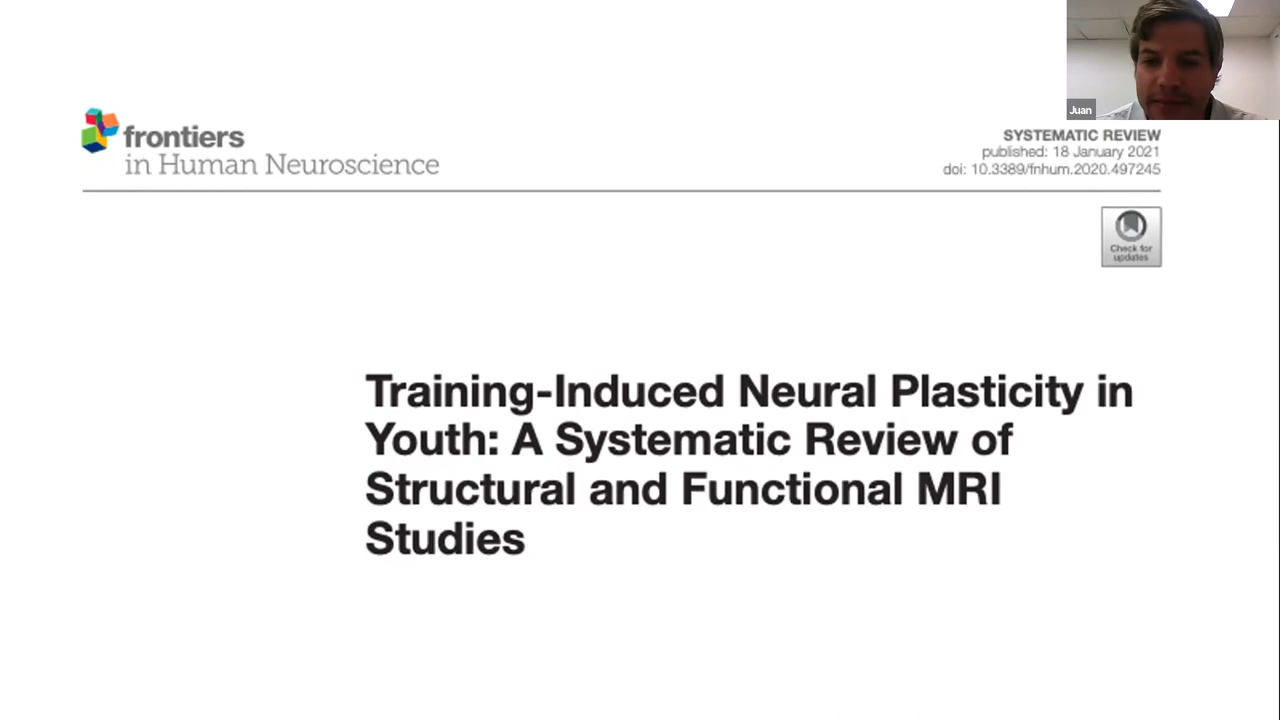 Juan
frontiers
in Human Neuroscience
SYSTEMATIC REVIEW
published: 18 January 2021
doi: 10.3389/fnhum.2020.497245
Check for
updates
Training-Induced Neural Plasticity in
Youth: A Systematic Review of
Structural and Functional MRI
Studies